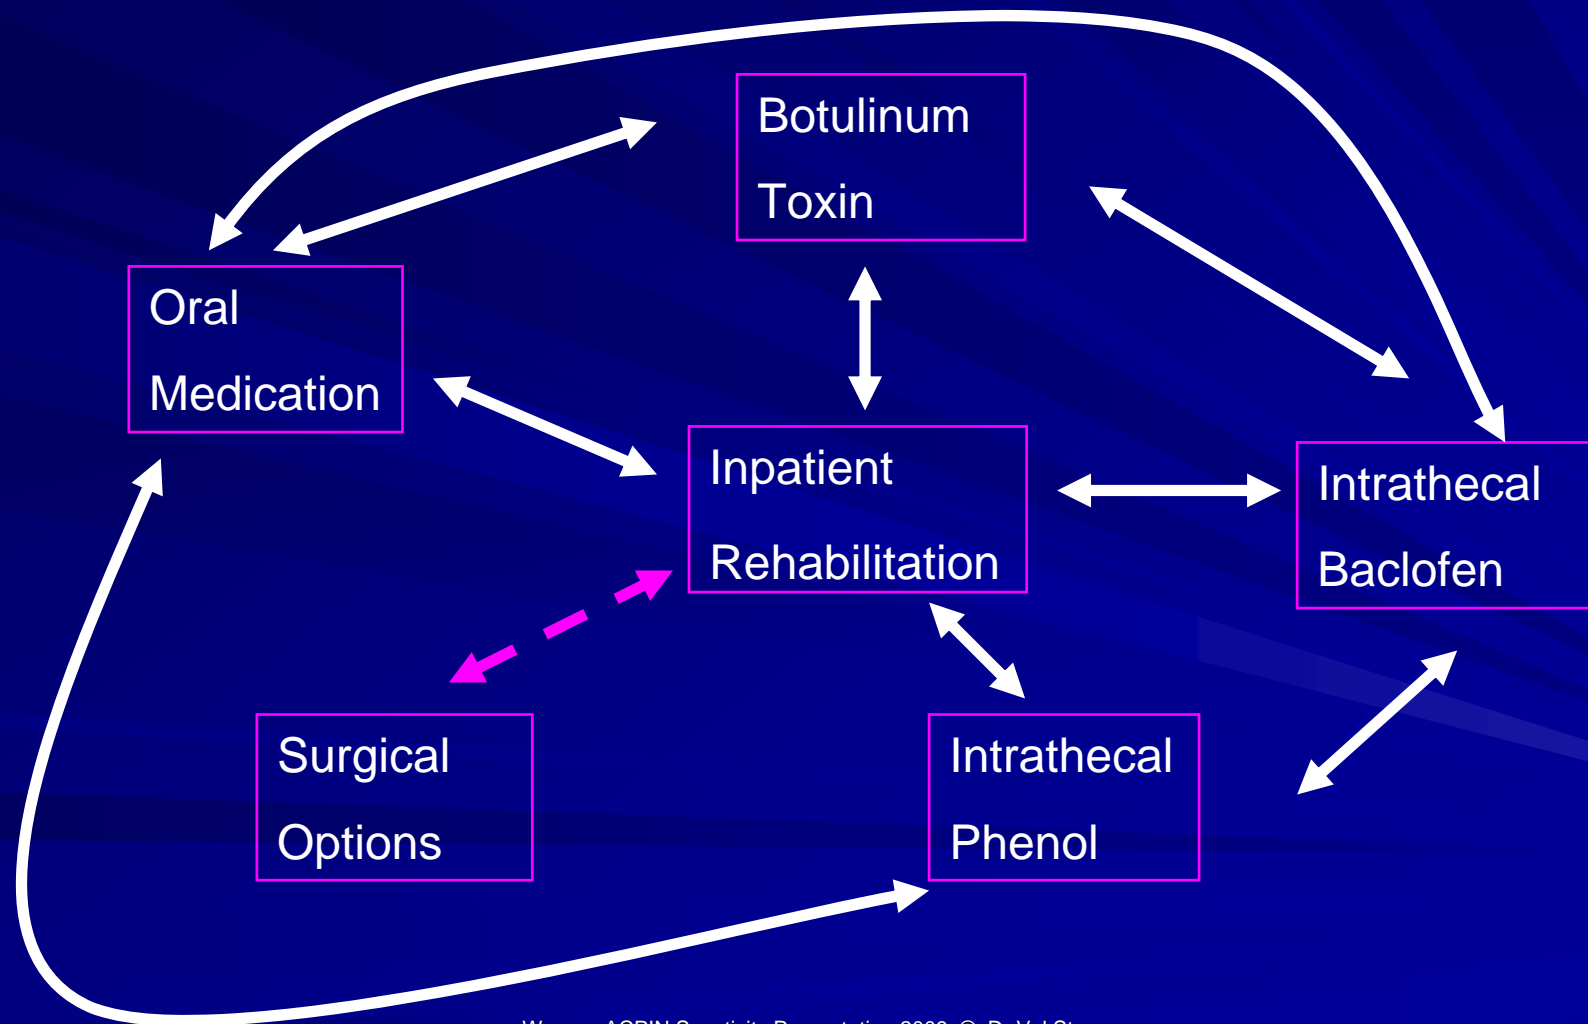 Botulinum
Toxin
Oral
Medication
Inpatient
Rehabilitation
Intrathecal
Baclofen
Surgical
Options
Intrathecal
Phenol